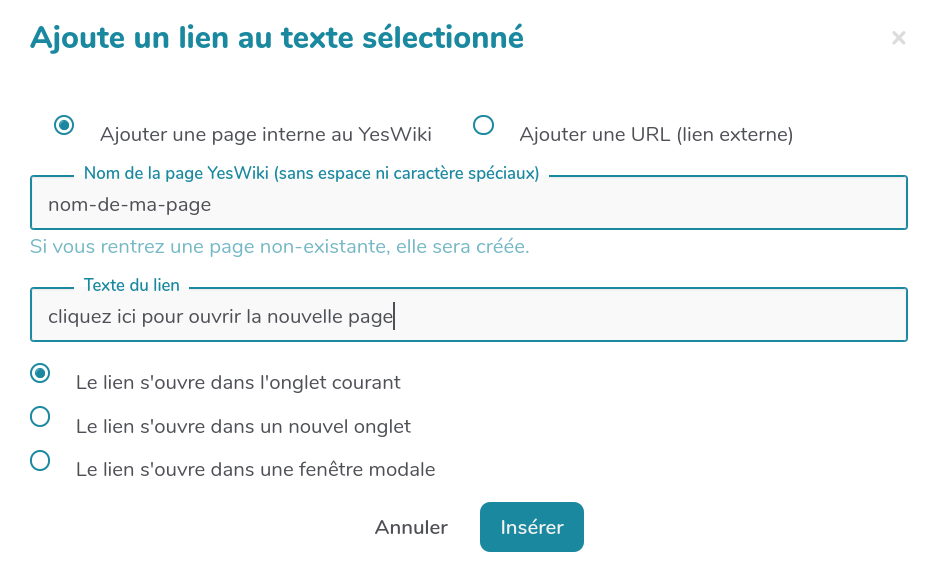 Ajoute un lien au texte sélectionné
×
Ajouter une page interne au YesWiki
Ajouter une URL (lien externe)
Nom de la page YesWiki (sans espace ni caractère spéciaux)
nom-de-ma-page
Si vous rentrez une page non-existante, elle sera créée.
Texte du lien
cliquez ici pour ouvrir la nouvelle page
Le lien s'ouvre dans l'onglet courant
Le lien s'ouvre dans un nouvel onglet
Le lien s'ouvre dans une fenêtre modale
Annuler
Insérer